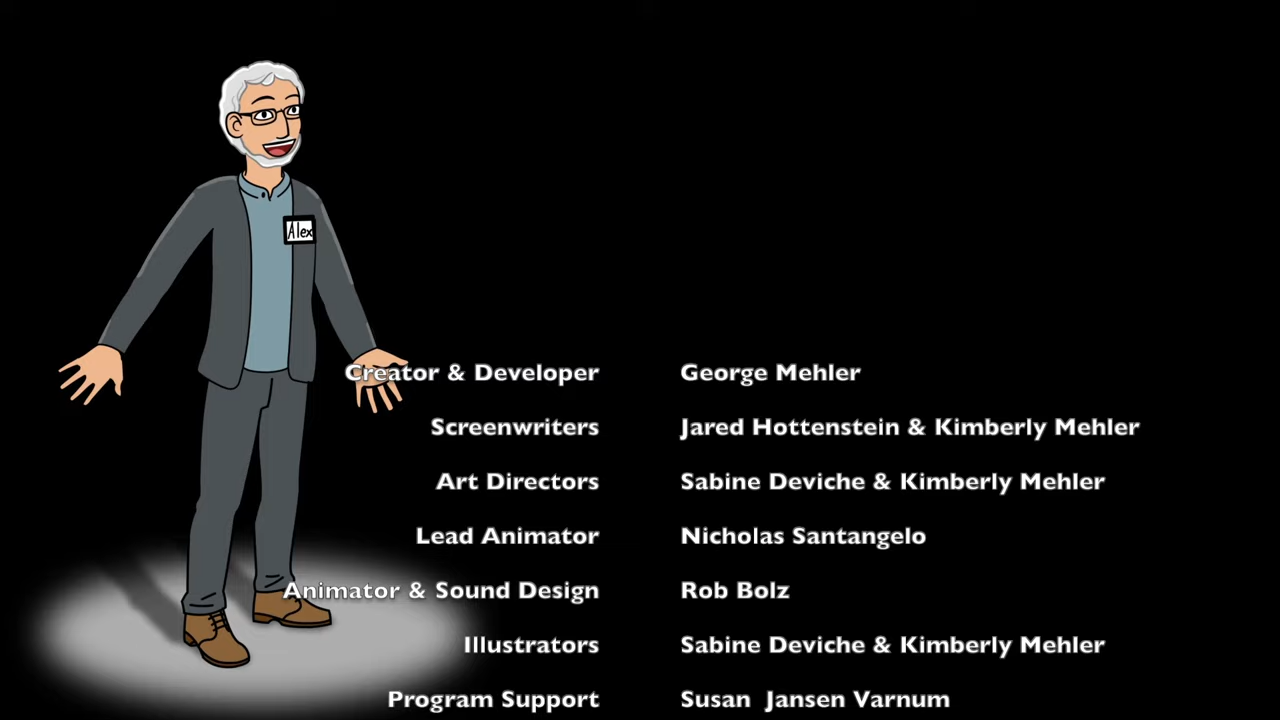 Alex
Creator & Developer George Mehler
Screenwriters Jared Hottenstein & Kimberly Mehler
Art Directors Sabine Deviche & Kimberly Mehler
Lead Animator Nicholas Santangelo
Animator & Sound Design Rob Bolz
Illustrators Sabine Deviche & Kimberly Mehler
Program Support Susan Jansen Varnum